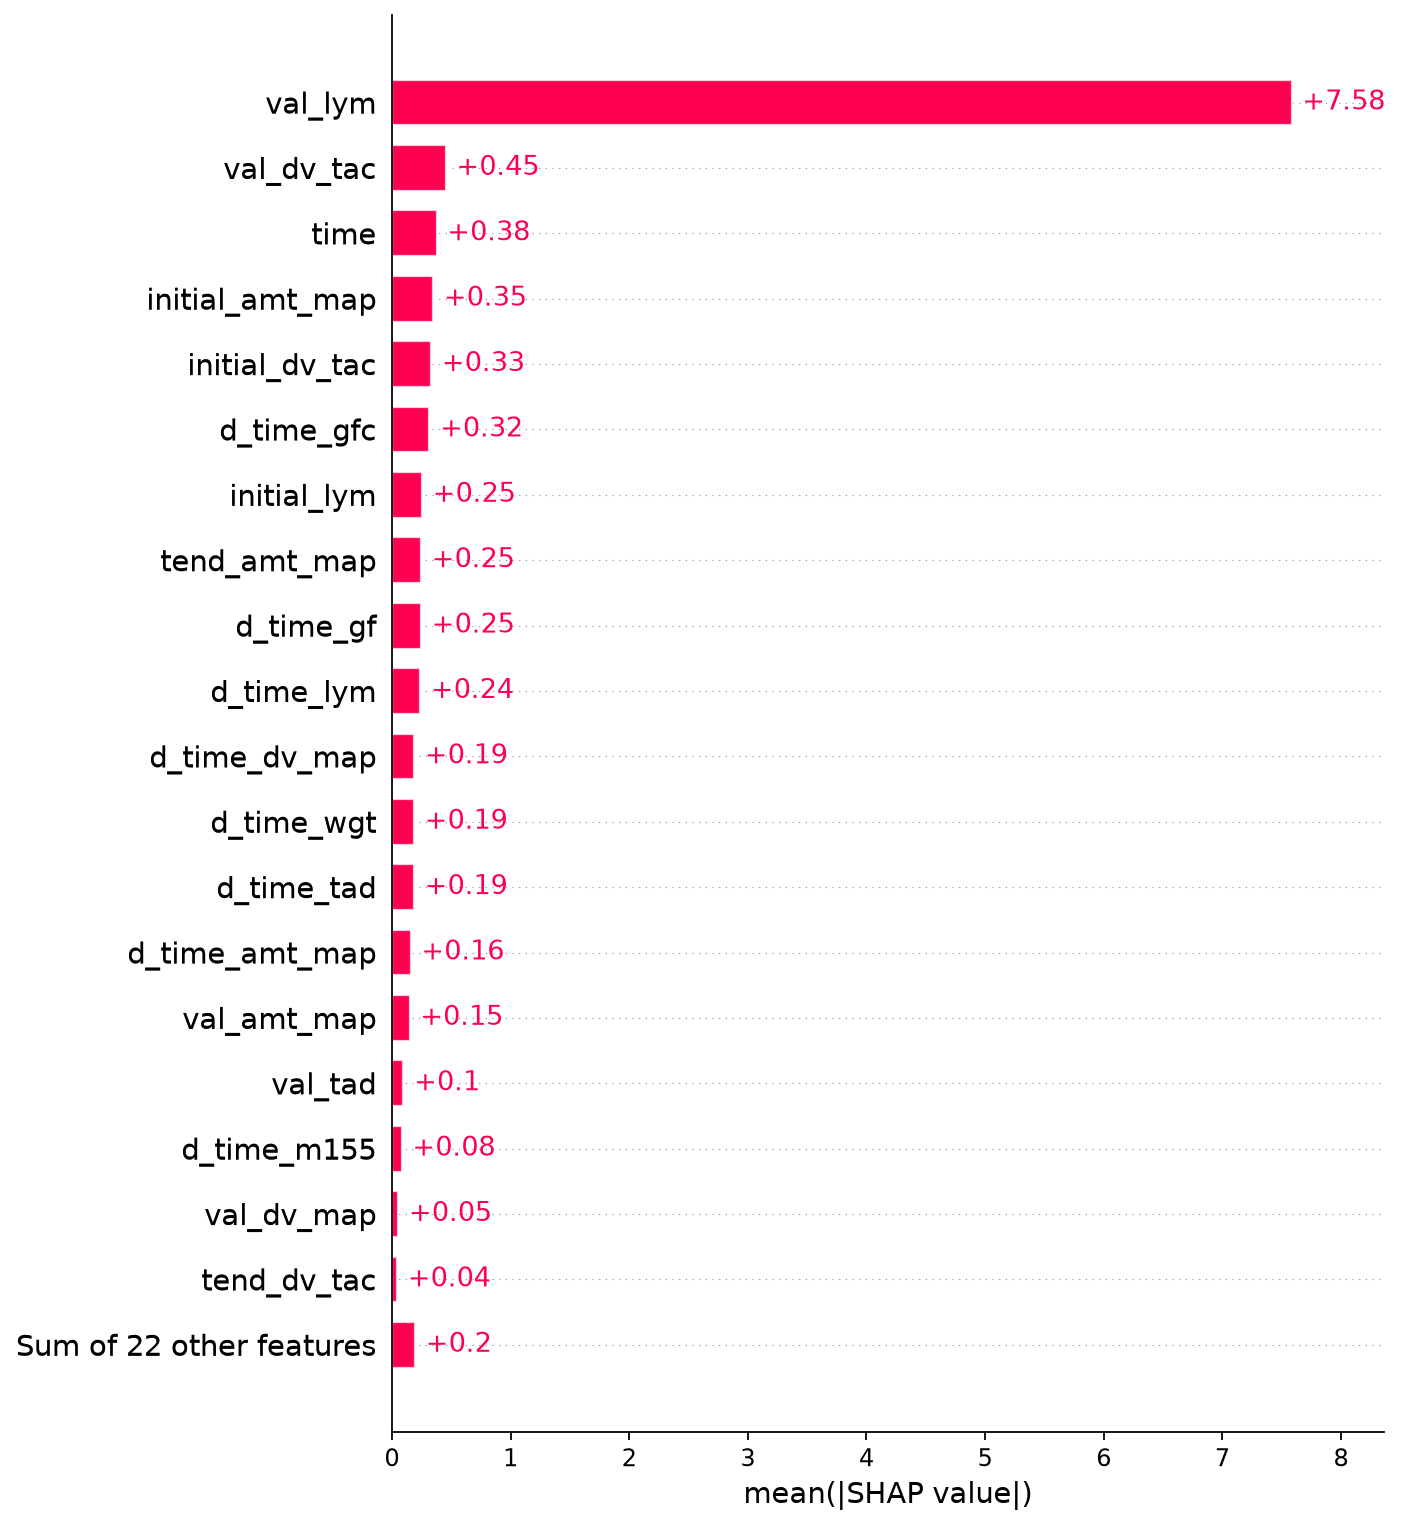 val_lym +7.58
val_dv_tac +0.45
time +0.38
initial_amt_map +0.35
initial_dv_tac +0.33
d_time_gfc +0.32
initial_lym +0.25
tend_amt_map +0.25
d_time_gf +0.25
d_time_lym +0.24
d_time_dv_map +0.19
d_time_wgt +0.19
d_time_tad +0.19
d_time_amt_map +0.16
val_amt_map +0.15
val_tad +0.1
d_time_m155 +0.08
val_dv_map +0.05
tend_dv_tac +0.04
Sum of 22 other features +0.2
0 1 2 3 4 5 6 7 8
mean(|SHAP value|)